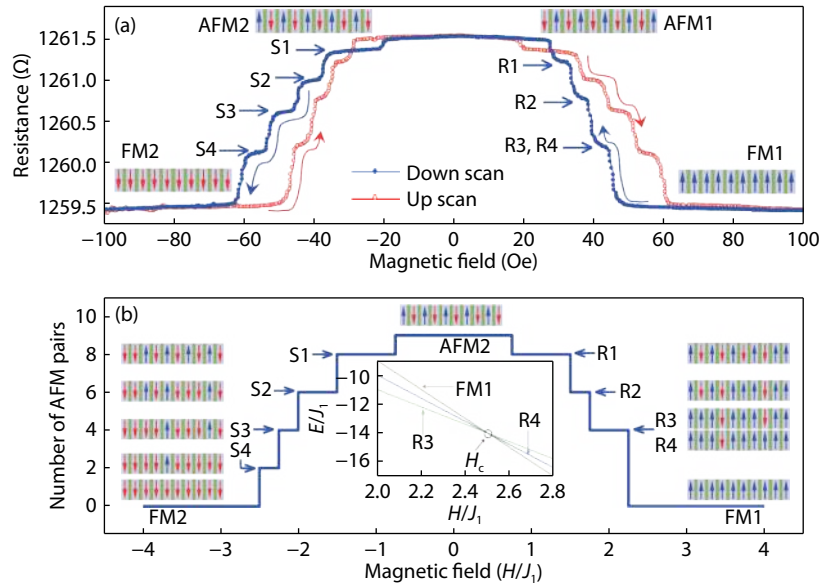 (a)
AFM2
AFM1
S1
S2
S3
S4
R1
R2
R3, R4
FM2
FM1
Down scan
Up scan
Resistance (Ω)
1261.5
1261.0
1260.5
1260.0
1259.5
−100 −80 −60 −40 −20 0 20 40 60 80 100
Magnetic field (Oe)
(b)
AFM2
S1
S2
S3
S4
R1
R2
R3
R4
FM2
FM1
Number of AFM pairs
10
8
6
4
2
0
E/J₁
−10
−12
−14
−16
FM1
R3
R4
Hc
2.0 2.2 2.4 2.6 2.8
H/J₁
−4 −3 −2 −1 0 1 2 3 4
Magnetic field (H/J₁)